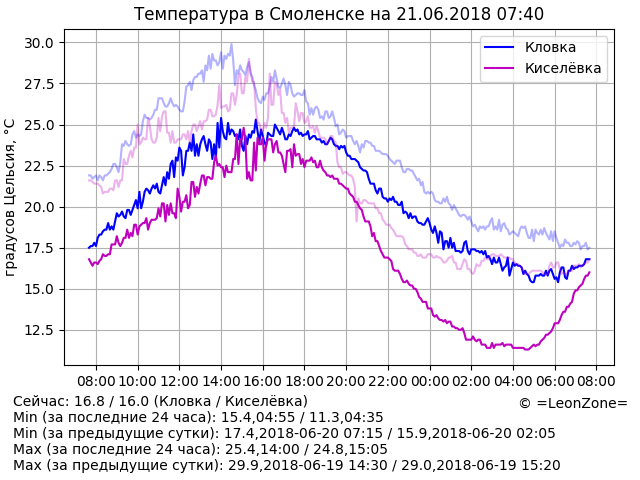 Температура в Смоленске на 21.06.2018 07:40
градусов Цельсия, °C
30.0
27.5
25.0
22.5
20.0
17.5
15.0
12.5
Кловка
Киселёвка
08:00 10:00 12:00 14:00 16:00 18:00 20:00 22:00 00:00 02:00 04:00 06:00 08:00
Сейчас: 16.8 / 16.0 (Кловка / Киселёвка)
© =LeonZone=
Min (за последние 24 часа): 15.4,04:55 / 11.3,04:35
Min (за предыдущие сутки): 17.4,2018-06-20 07:15 / 15.9,2018-06-20 02:05
Max (за последние 24 часа): 25.4,14:00 / 24.8,15:05
Max (за предыдущие сутки): 29.9,2018-06-19 14:30 / 29.0,2018-06-19 15:20